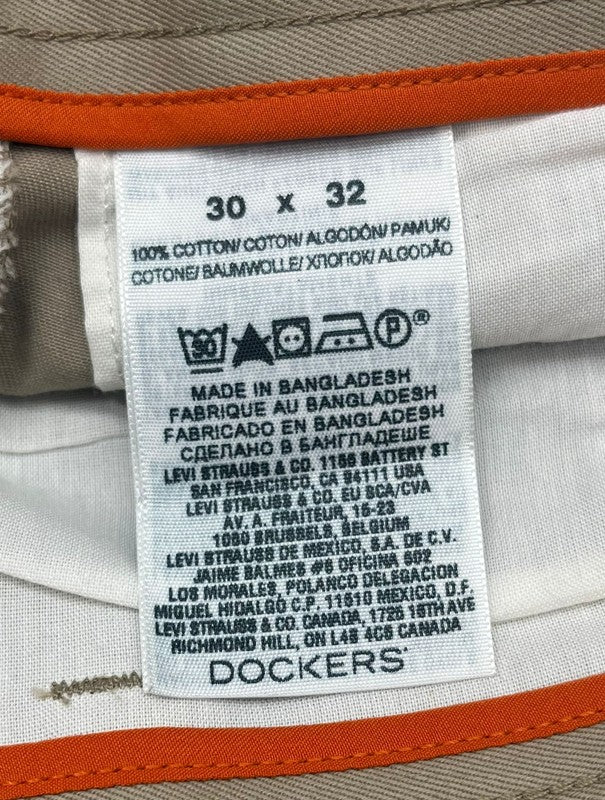 30 x 32
100% COTTON/ COTON/ ALGODÓN/ PAMUK/
COTONE/ BAUMWOLLE/ ХЛОПОК/ ALGODÃO
P ®
MADE IN BANGLADESH
FABRIQUE AU BANGLADESH
FABRICADO EN BANGLADESH
СДЕЛАНО В БАНГЛАДЕШЕ
LEVI STRAUSS & CO. 1155 BATTERY ST
SAN FRANCISCO, CA 94111 USA
LEVI STRAUSS & CO. EU BCA/CVA
AV. A. FRAITEUR, 15-23
1050 BRUSSELS, BELGIUM
LEVI STRAUSS DE MEXICO, S.A. DE C.V.
JAIME BALMES #8 OFICINA 602
LOS MORALES, POLANCO DELEGACION
MIGUEL HIDALGO C.P. 11510 MEXICO, D.F.
LEVI STRAUSS & CO. CANADA, 1725 16TH AVE
RICHMOND HILL, ON L4B 4C6 CANADA
DOCKERS